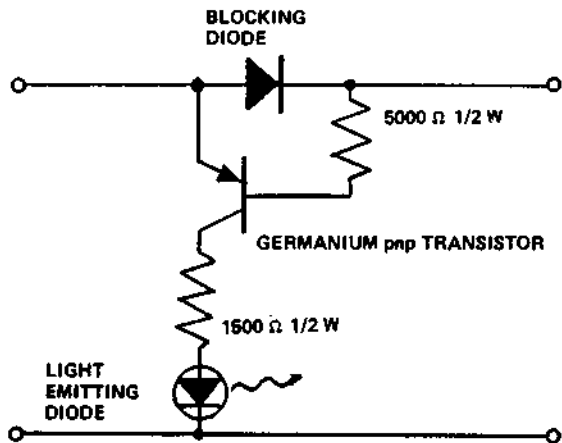 BLOCKING
DIODE
5000 Ω 1/2 W
GERMANIUM pnp TRANSISTOR
1500 Ω 1/2 W
LIGHT
EMITTING
DIODE